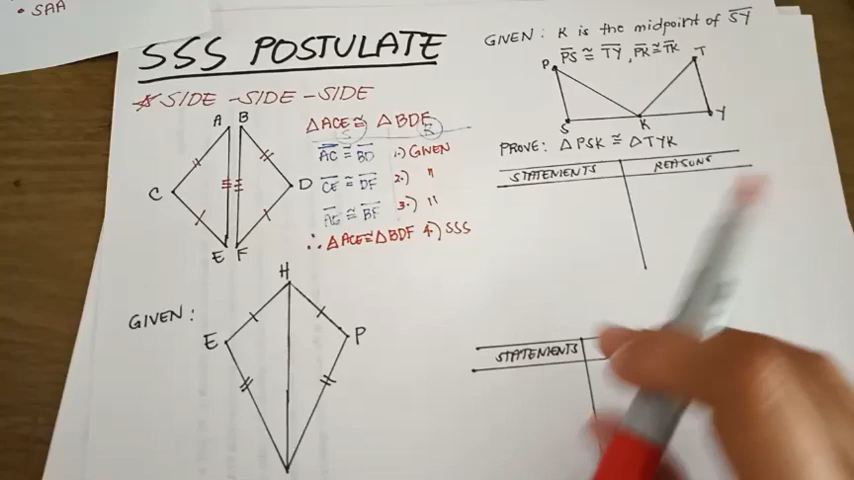 • SAA
SSS POSTULATE
* SIDE - SIDE - SIDE
A B
C
D
E F
△ACE ≅ △BDF
S R
AC ≅ BD 1.) GIVEN
CE ≅ DF 2.) "
AE ≅ BF 3.) "
∴ △ACE ≅ △BDF 4.) SSS
GIVEN:
H
E
P
GIVEN: K is the midpoint of SY
PS ≅ TY, PK ≅ TK
P
T
S
K
Y
PROVE: △PSK ≅ △TYK
STATEMENTS REASONS
STATEMENTS